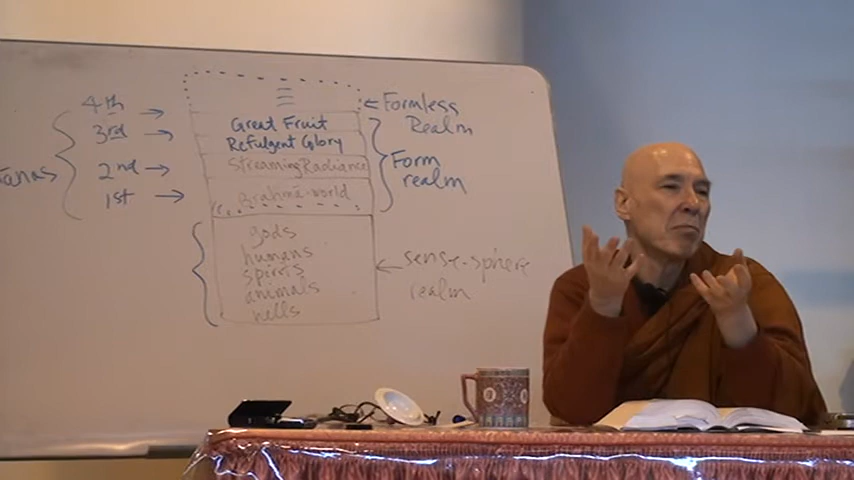 4th →
Great Fruit
← Formless
Realm
3rd →
Refulgent Glory
2nd →
Streaming Radiance
Form
realm
1st →
Brahma-world
gods
humans
spirits
animals
hells
← sense-sphere
realm